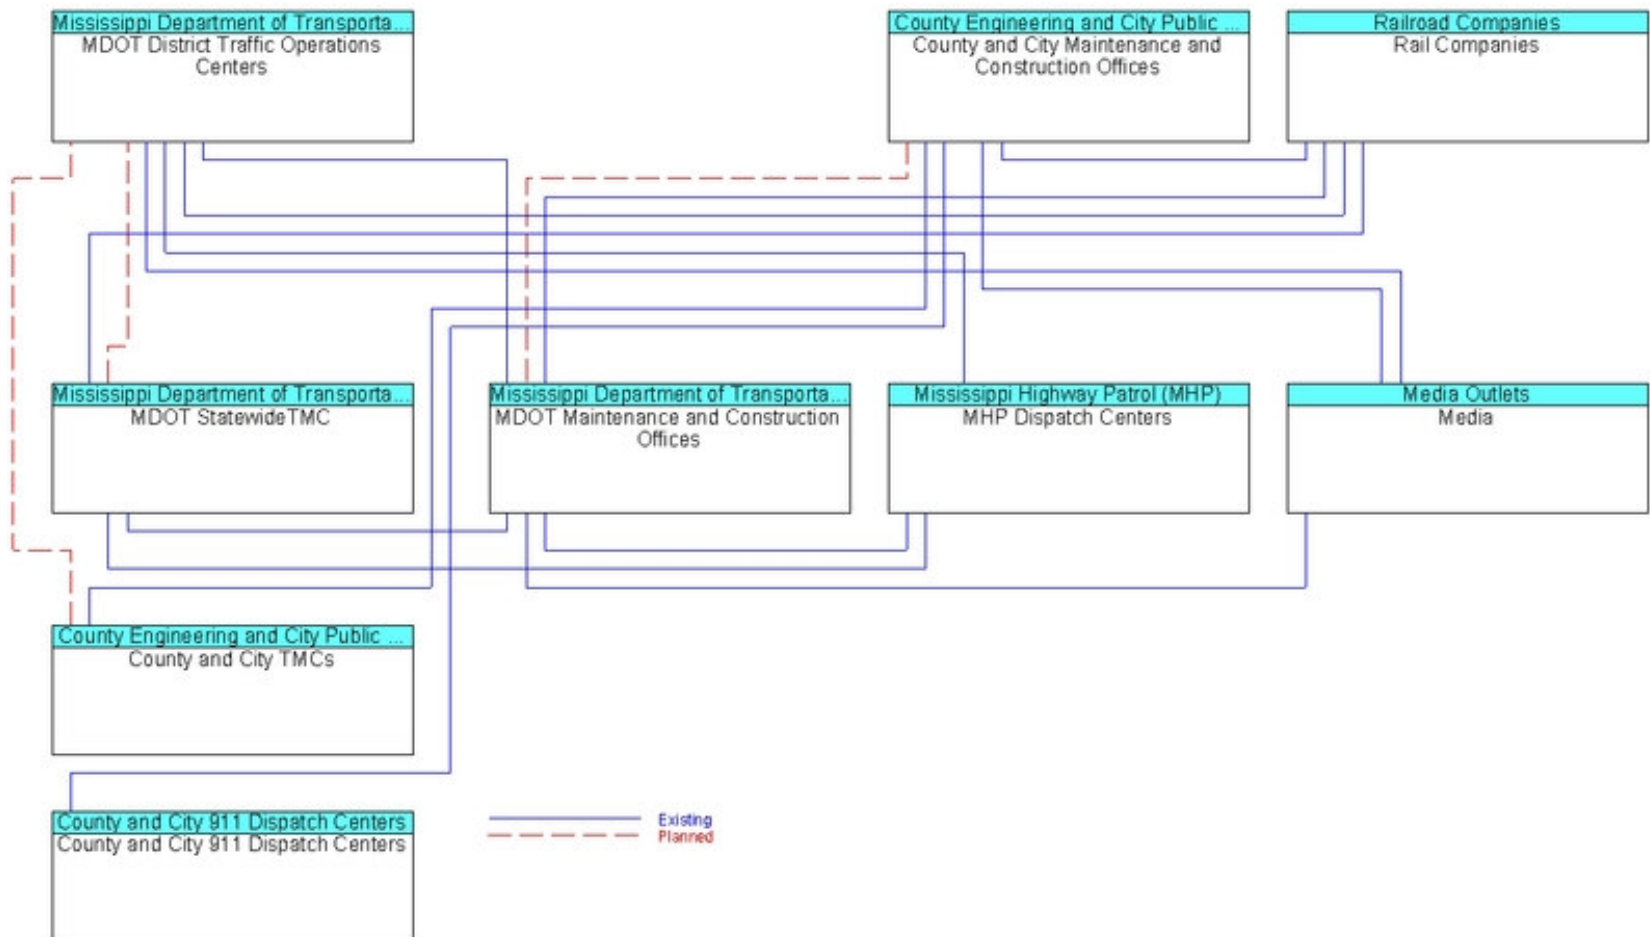 Mississippi Department of Transporta...
MDOT District Traffic Operations
Centers
County Engineering and City Public ...
County and City Maintenance and
Construction Offices
Railroad Companies
Rail Companies
Mississippi Department of Transporta...
MDOT StatewideTMC
Mississippi Department of Transporta...
MDOT Maintenance and Construction
Offices
Mississippi Highway Patrol (MHP)
MHP Dispatch Centers
Media Outlets
Media
County Engineering and City Public ...
County and City TMCs
County and City 911 Dispatch Centers
County and City 911 Dispatch Centers
Existing
Planned